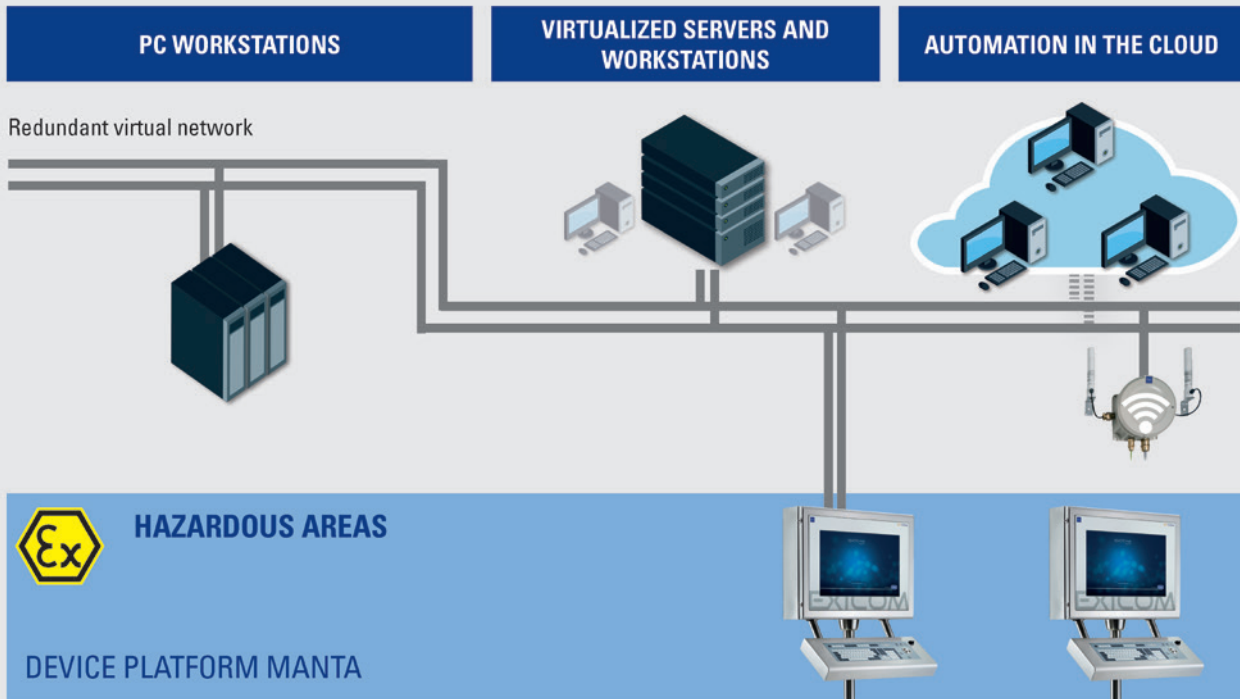 PC WORKSTATIONS
VIRTUALIZED SERVERS AND
WORKSTATIONS
AUTOMATION IN THE CLOUD
Redundant virtual network
Ex
HAZARDOUS AREAS
EXICOM
EXICOM
DEVICE PLATFORM MANTA